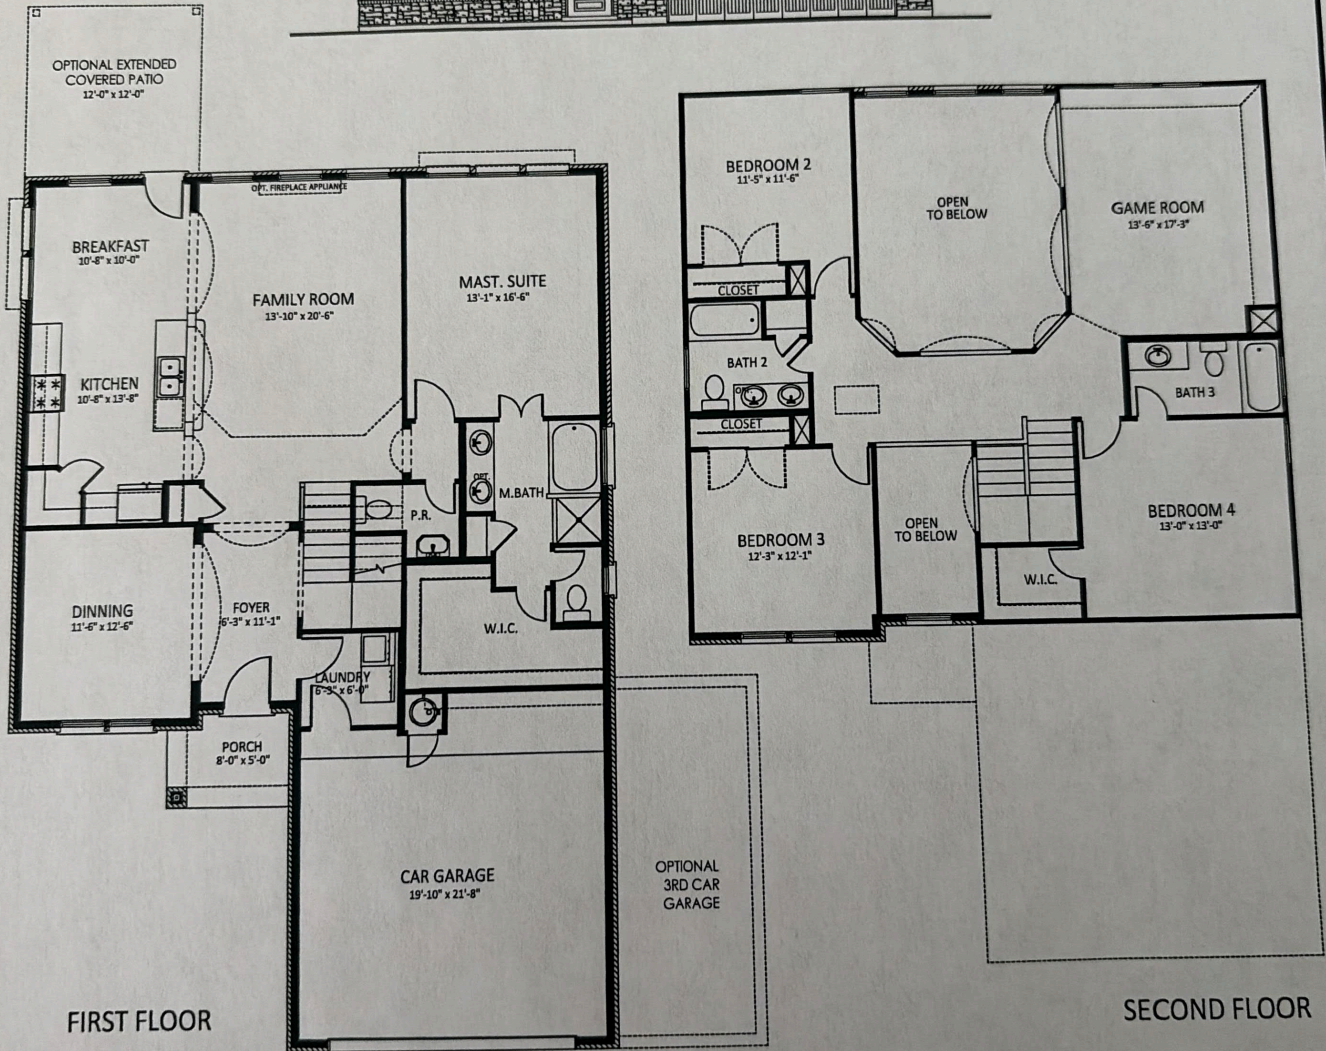 OPTIONAL EXTENDED
COVERED PATIO
12'-0" x 12'-0"
OPT. FIREPLACE APPLIANCE
BREAKFAST
10'-8" x 10'-0"
FAMILY ROOM
13'-10" x 20'-6"
MAST. SUITE
13'-1" x 16'-6"
KITCHEN
10'-8" x 13'-8"
OPT.
M.BATH
P.R.
DINNING
11'-6" x 12'-6"
FOYER
6'-3" x 11'-1"
W.I.C.
LAUNDRY
6'-3" x 6'-0"
PORCH
8'-0" x 5'-0"
CAR GARAGE
19'-10" x 21'-8"
OPTIONAL
3RD CAR
GARAGE
FIRST FLOOR
BEDROOM 2
11'-5" x 11'-6"
OPEN
TO BELOW
GAME ROOM
13'-6" x 17'-3"
CLOSET
BATH 2
BATH 3
CLOSET
BEDROOM 3
12'-3" x 12'-1"
OPEN
TO BELOW
BEDROOM 4
13'-0" x 13'-0"
W.I.C.
SECOND FLOOR